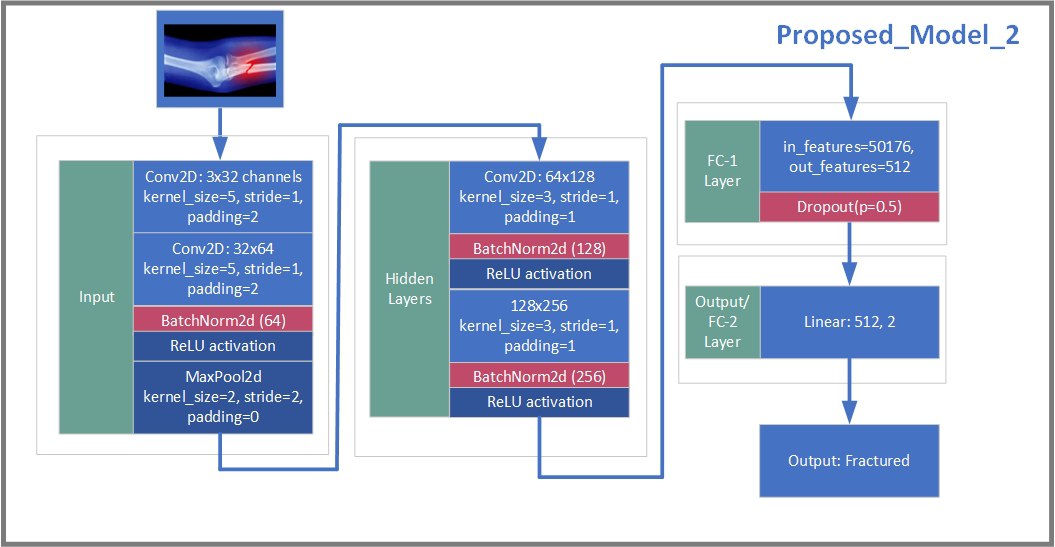 Proposed_Model_2
Input
Conv2D: 3x32 channels
kernel_size=5, stride=1,
padding=2
Conv2D: 32x64
kernel_size=5, stride=1,
padding=2
BatchNorm2d (64)
ReLU activation
MaxPool2d
kernel_size=2, stride=2,
padding=0
Hidden
Layers
Conv2D: 64x128
kernel_size=3, stride=1,
padding=1
BatchNorm2d (128)
ReLU activation
128x256
kernel_size=3, stride=1,
padding=1
BatchNorm2d (256)
ReLU activation
FC-1
Layer
in_features=50176,
out_features=512
Dropout(p=0.5)
Output/
FC-2
Layer
Linear: 512, 2
Output: Fractured